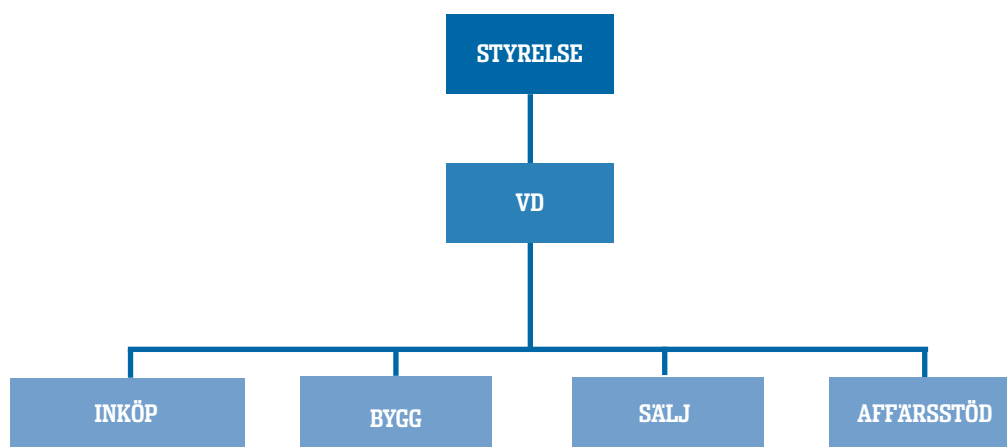 STYRELSE
VD
INKÖP
BYGG
SÄLJ
AFFÄRSSTÖD